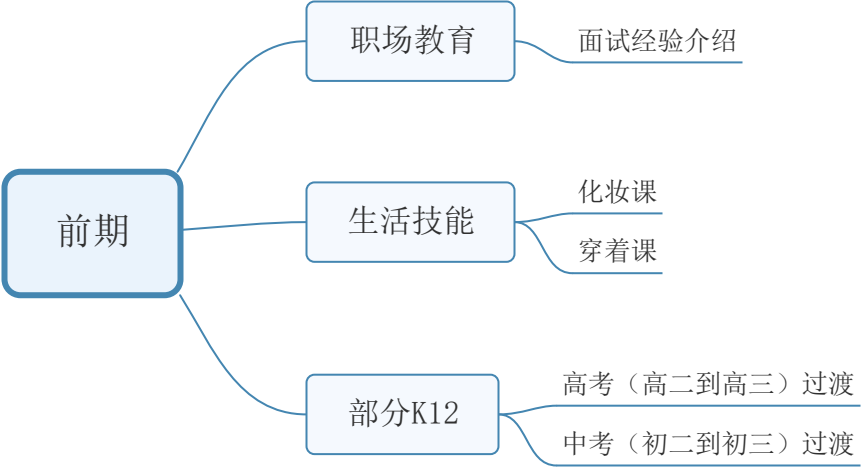 职场教育
面试经验介绍
前期
生活技能
化妆课
穿着课
部分K12
高考（高二到高三）过渡
中考（初二到初三）过渡